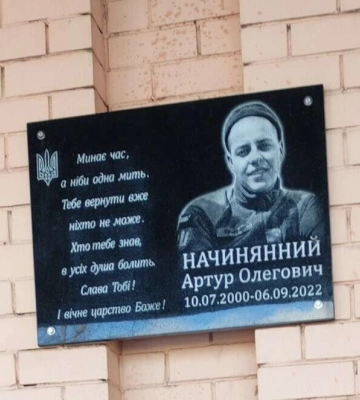 Минає час,
а ніби одна мить.
Тебе вернути вже
ніхто не може.
Хто тебе знав,
в усіх душа болить.
Слава Тобі!
І вічне царство Боже!
НАЧИНЯННИЙ
Артур Олегович
10.07.2000-06.09.2022